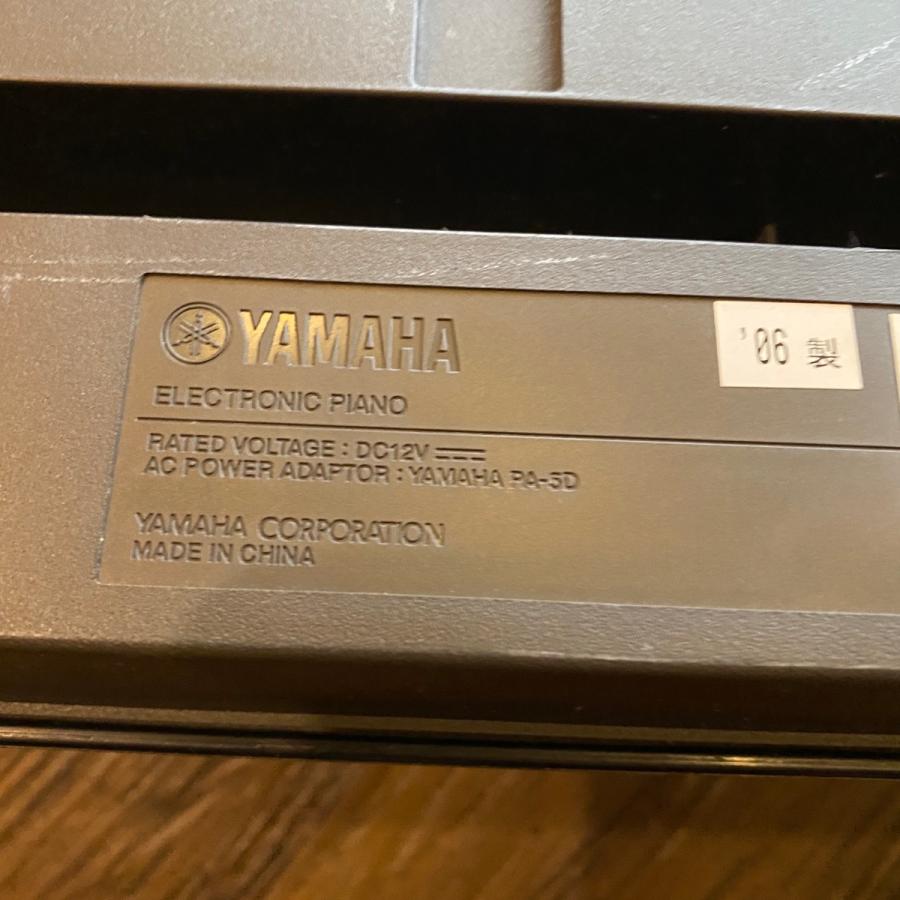 YAMAHA
'06 製
ELECTRONIC PIANO
RATED VOLTAGE : DC12V
AC POWER ADAPTOR : YAMAHA PA-5D
YAMAHA CORPORATION
MADE IN CHINA